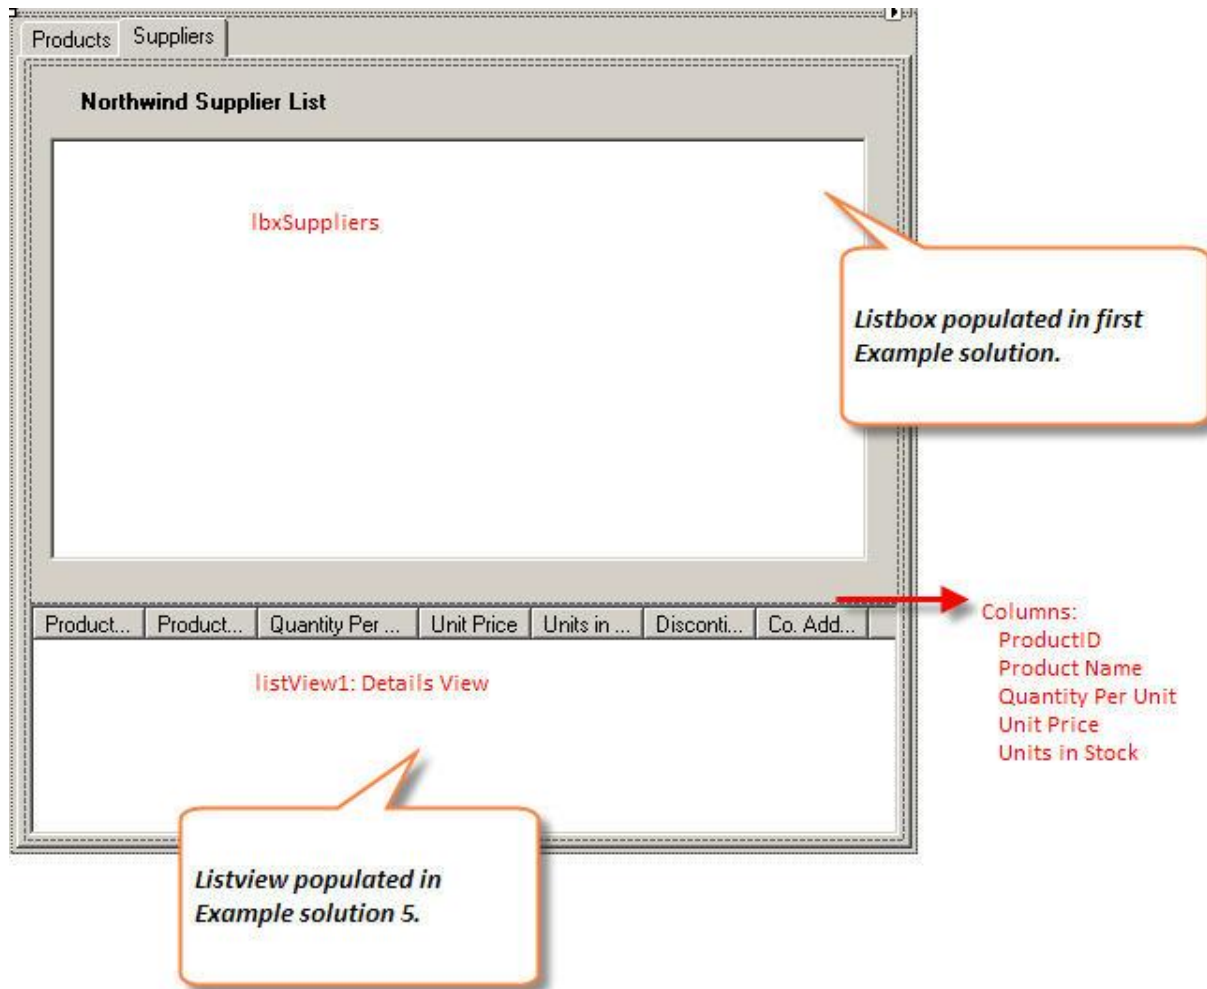 Products Suppliers
Northwind Supplier List
lbxSuppliers
Listbox populated in first
Example solution.
Product... Product... Quantity Per ... Unit Price Units in ... Disconti... Co. Add...
listView1: Details View
Columns:
ProductID
Product Name
Quantity Per Unit
Unit Price
Units in Stock
Listview populated in
Example solution 5.